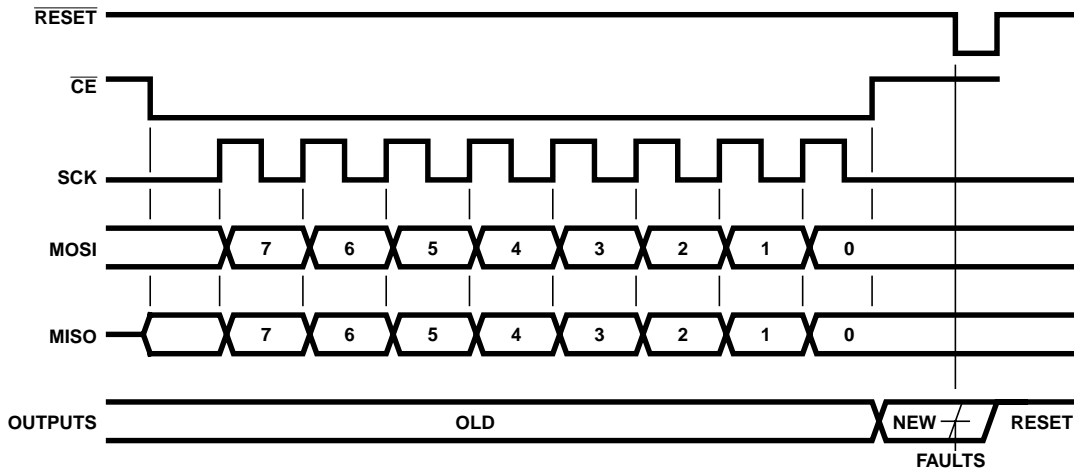 RESET
CE
SCK
MOSI 7 6 5 4 3 2 1 0
MISO 7 6 5 4 3 2 1 0
OUTPUTS OLD NEW RESET
FAULTS